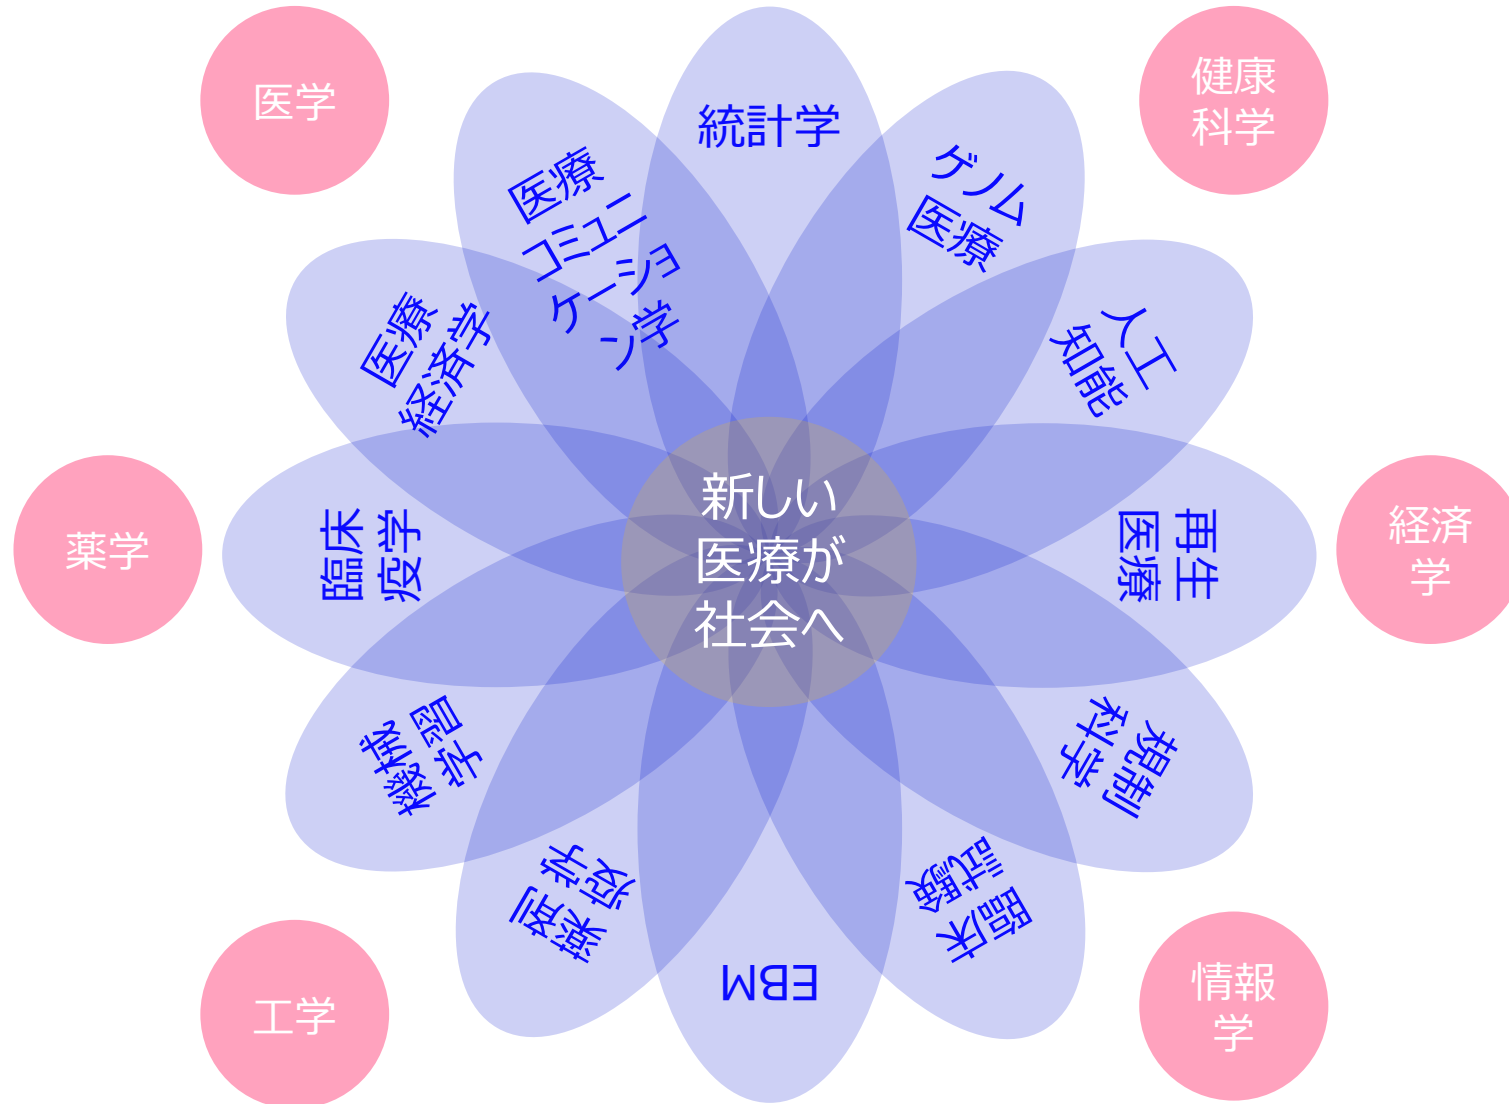 医学
健康
科学
統計学
ゲノム
医療
人工
知能
再生
医療
規制
科学
臨床
試験
EBM
薬剤
疫学
機械
学習
臨床
疫学
医療
経済学
医療
コミュニ
ケーショ
ン学
新しい
医療が
社会へ
薬学
経済
学
工学
情報
学